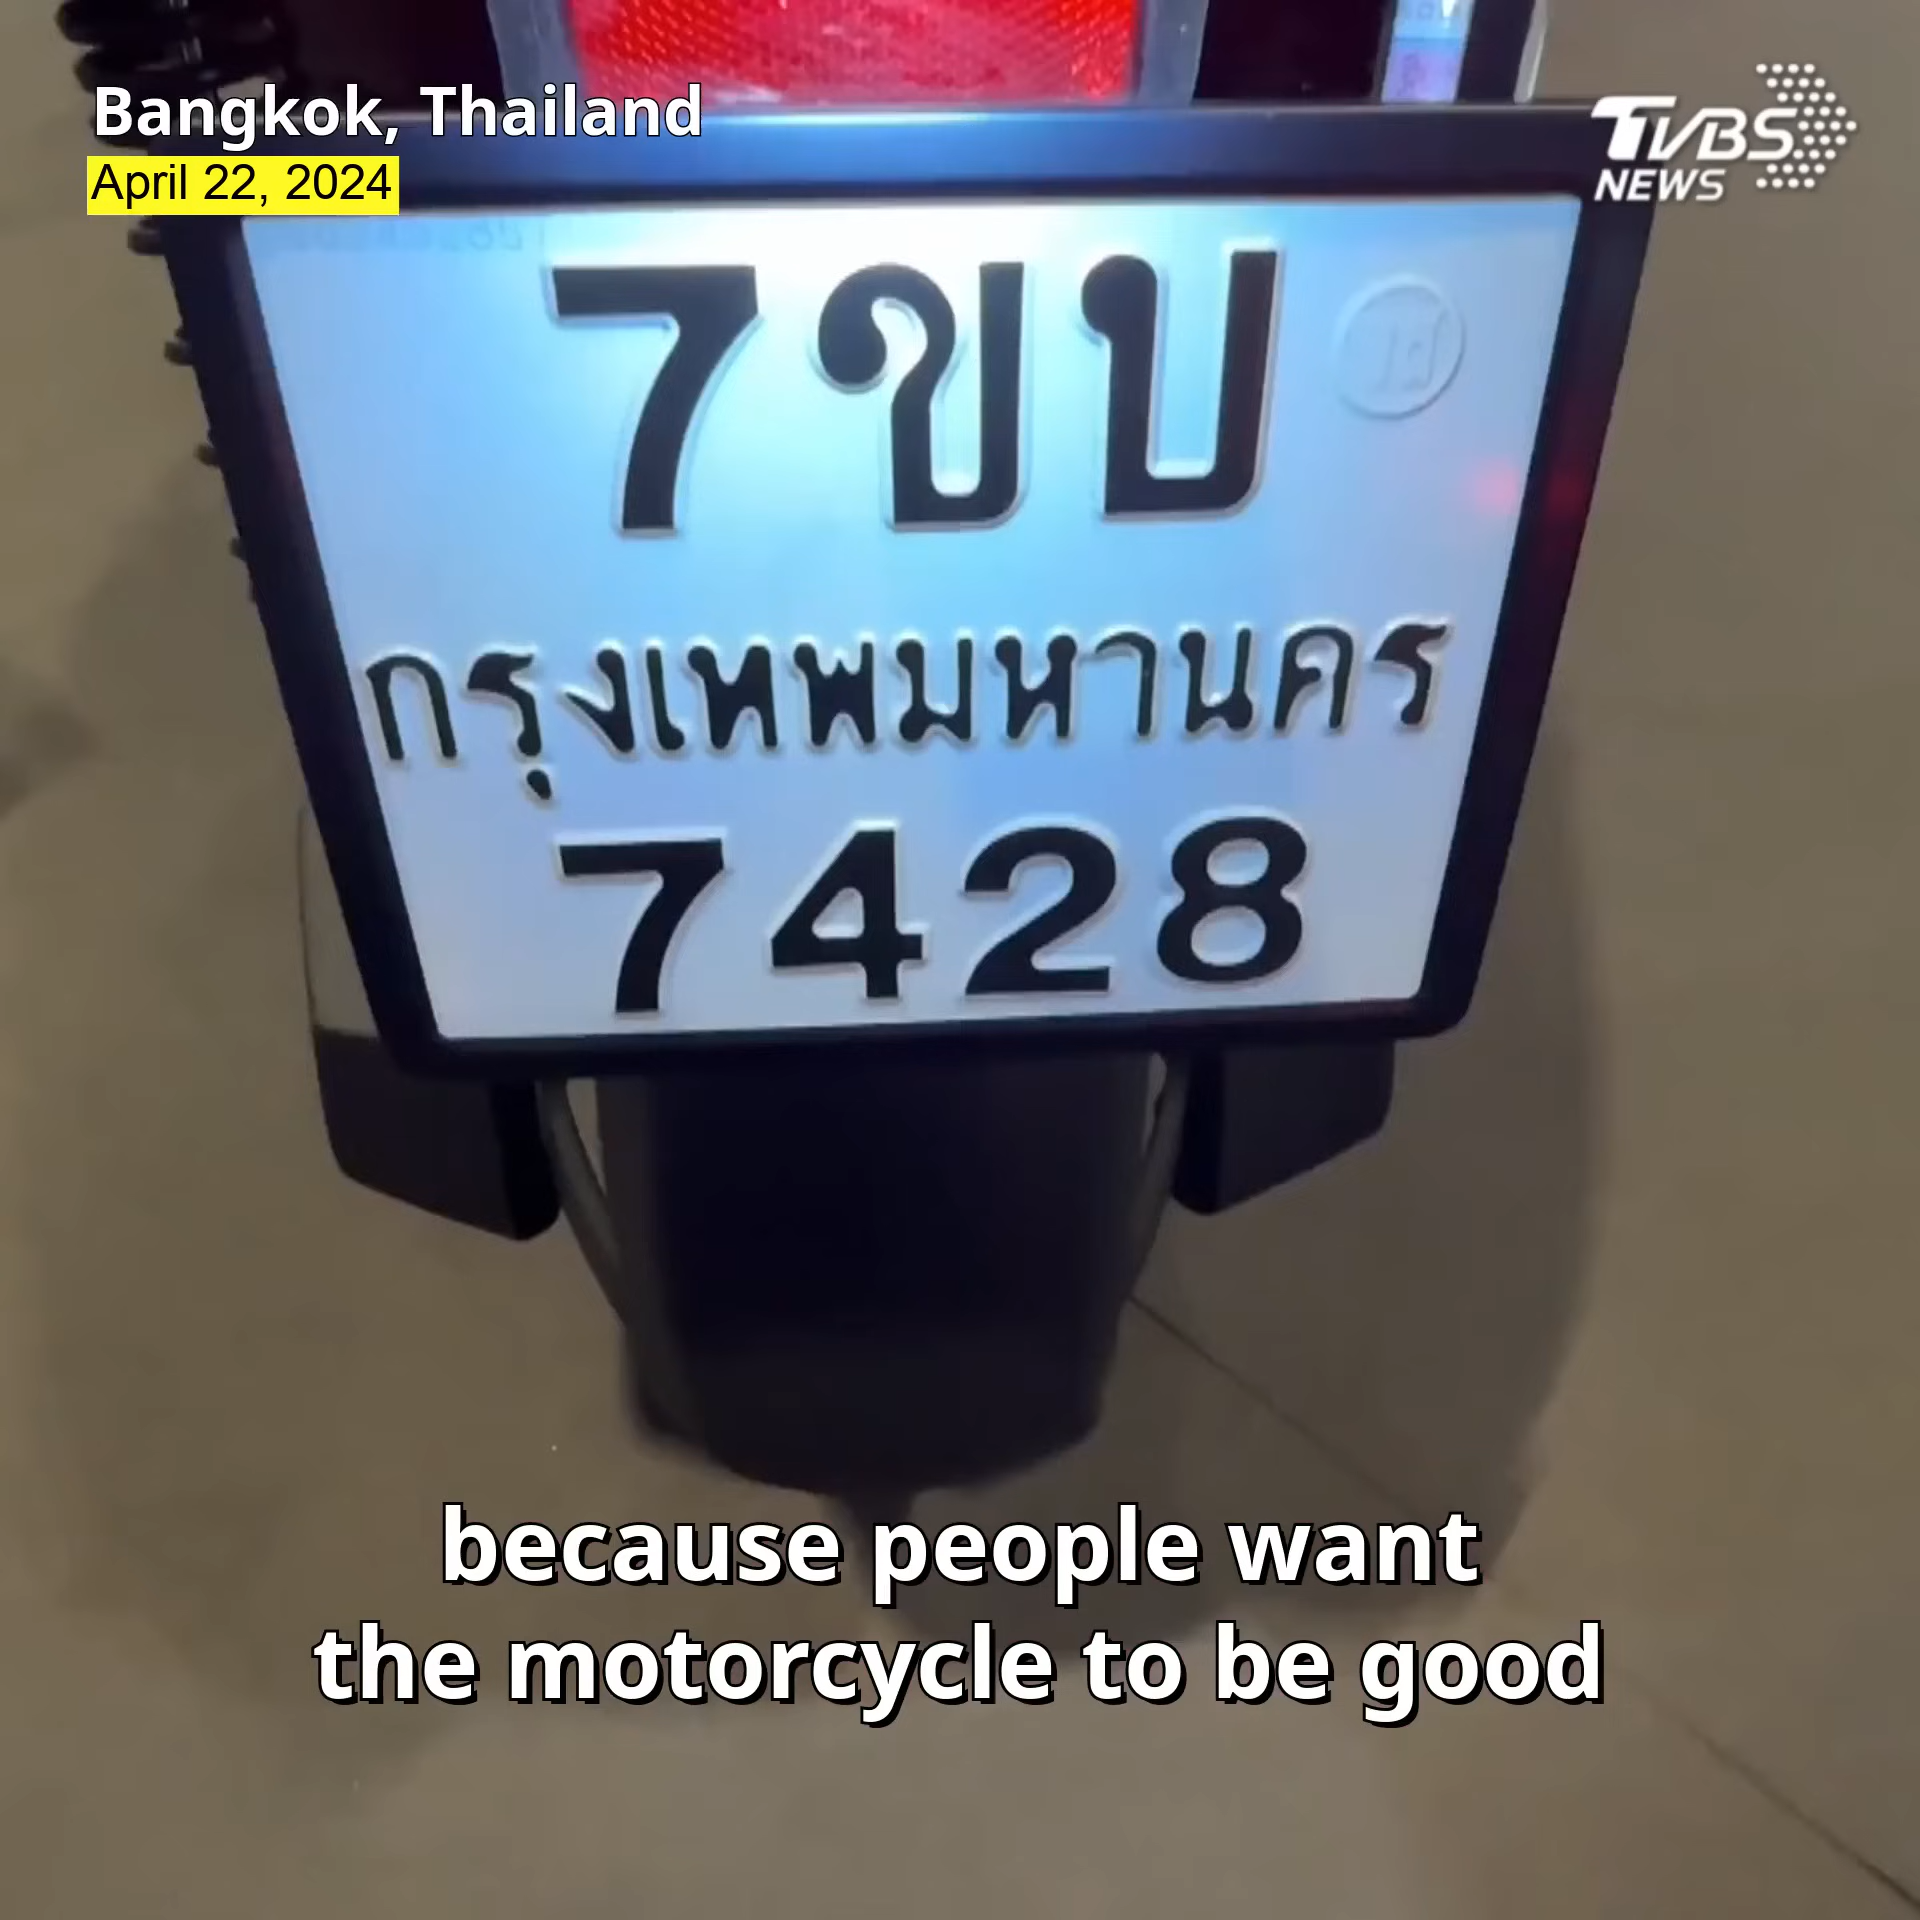 Bangkok, Thailand
April 22, 2024
TVBS
NEWS
7ขบ
กรุงเทพมหานคร
7428
because people want
the motorcycle to be good